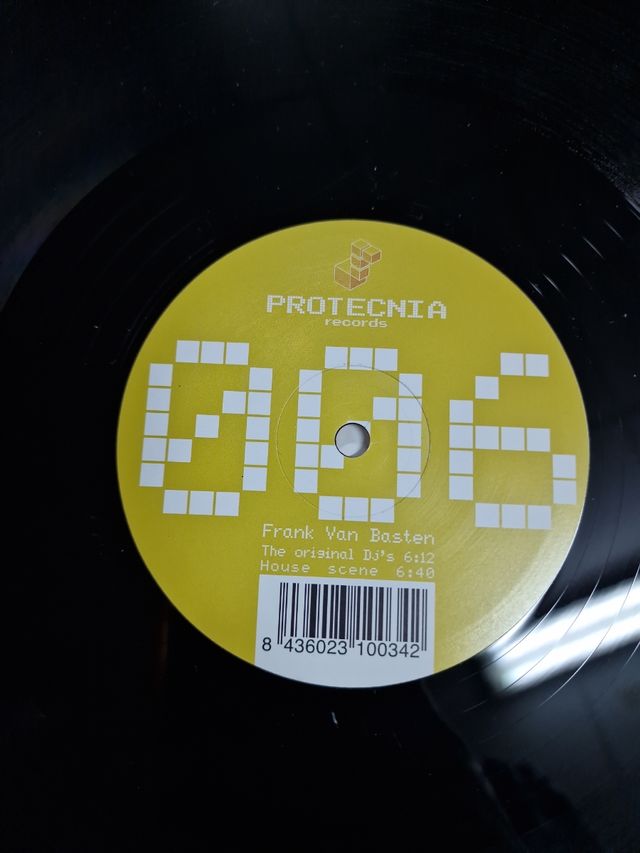 PROTECNIA
records
006
Frank Van Basten
The original Dj's 6:12
House scene 6:40
8 436023 100342